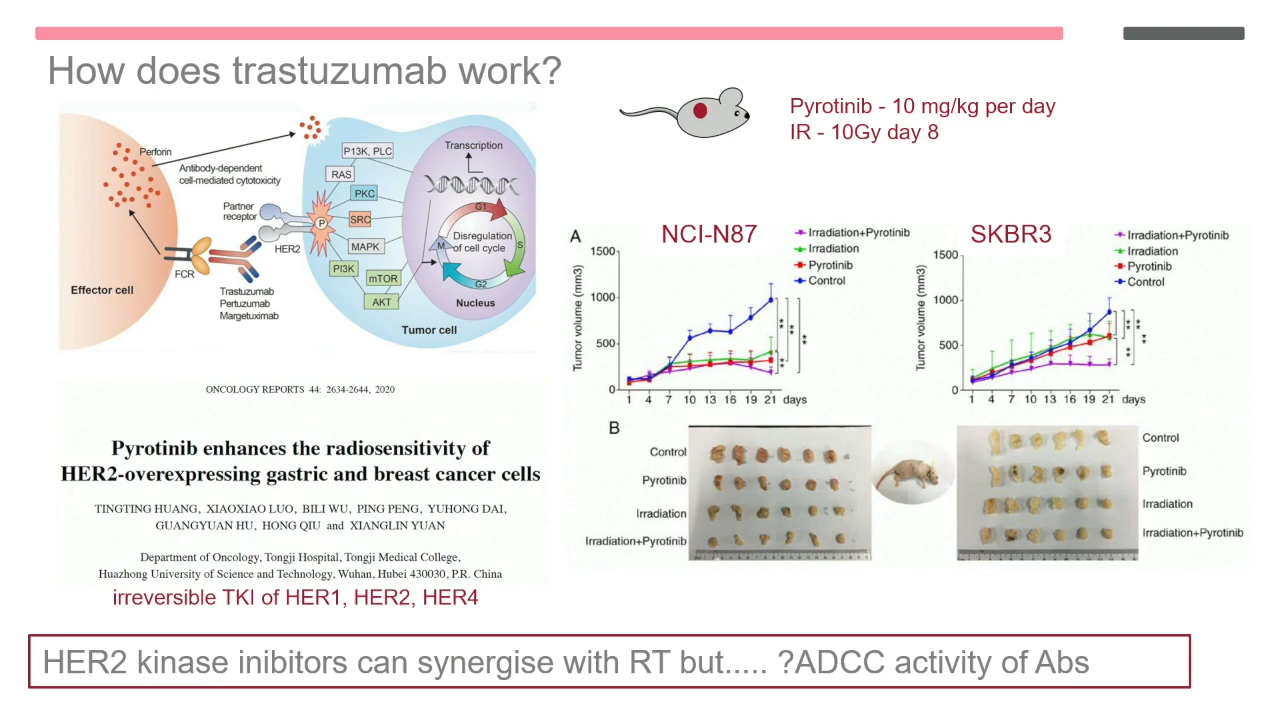 How does trastuzumab work?
Perforin
Antibody-dependent
cell-mediated cytotoxicity
Partner
receptor
HER2
FCR
Effector cell
Trastuzumab
Pertuzumab
Margetuximab
P13K, PLC
RAS
PKC
SRC
MAPK
PI3K
mTOR
AKT
P
Transcription
G1
Disregulation
of cell cycle
M
S
G2
Nucleus
Tumor cell
ONCOLOGY REPORTS 44: 2634-2644, 2020
Pyrotinib enhances the radiosensitivity of
HER2-overexpressing gastric and breast cancer cells
TINGTING HUANG, XIAOXIAO LUO, BILI WU, PING PENG, YUHONG DAI,
GUANGYUAN HU, HONG QIU and XIANGLIN YUAN
Department of Oncology, Tongji Hospital, Tongji Medical College,
Huazhong University of Science and Technology, Wuhan, Hubei 430030, P.R. China
irreversible TKI of HER1, HER2, HER4
Pyrotinib - 10 mg/kg per day
IR - 10Gy day 8
A
NCI-N87
Irradiation+Pyrotinib
Irradiation
Pyrotinib
Control
Tumor volume (mm3)
1500
1000
500
0
1 4 7 10 13 16 19 21 days
** ** ** **
SKBR3
Irradiation+Pyrotinib
Irradiation
Pyrotinib
Control
Tumor volume (mm3)
1500
1000
500
0
1 4 7 10 13 16 19 21 days
** ** ** **
B
Control
Pyrotinib
Irradiation
Irradiation+Pyrotinib
Control
Pyrotinib
Irradiation
Irradiation+Pyrotinib
HER2 kinase inibitors can synergise with RT but..... ?ADCC activity of Abs